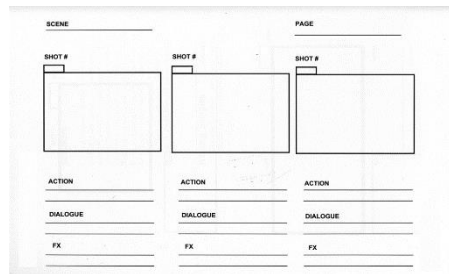 SCENE PAGE
SHOT # SHOT # SHOT #
ACTION ACTION ACTION
DIALOGUE DIALOGUE DIALOGUE
FX FX FX